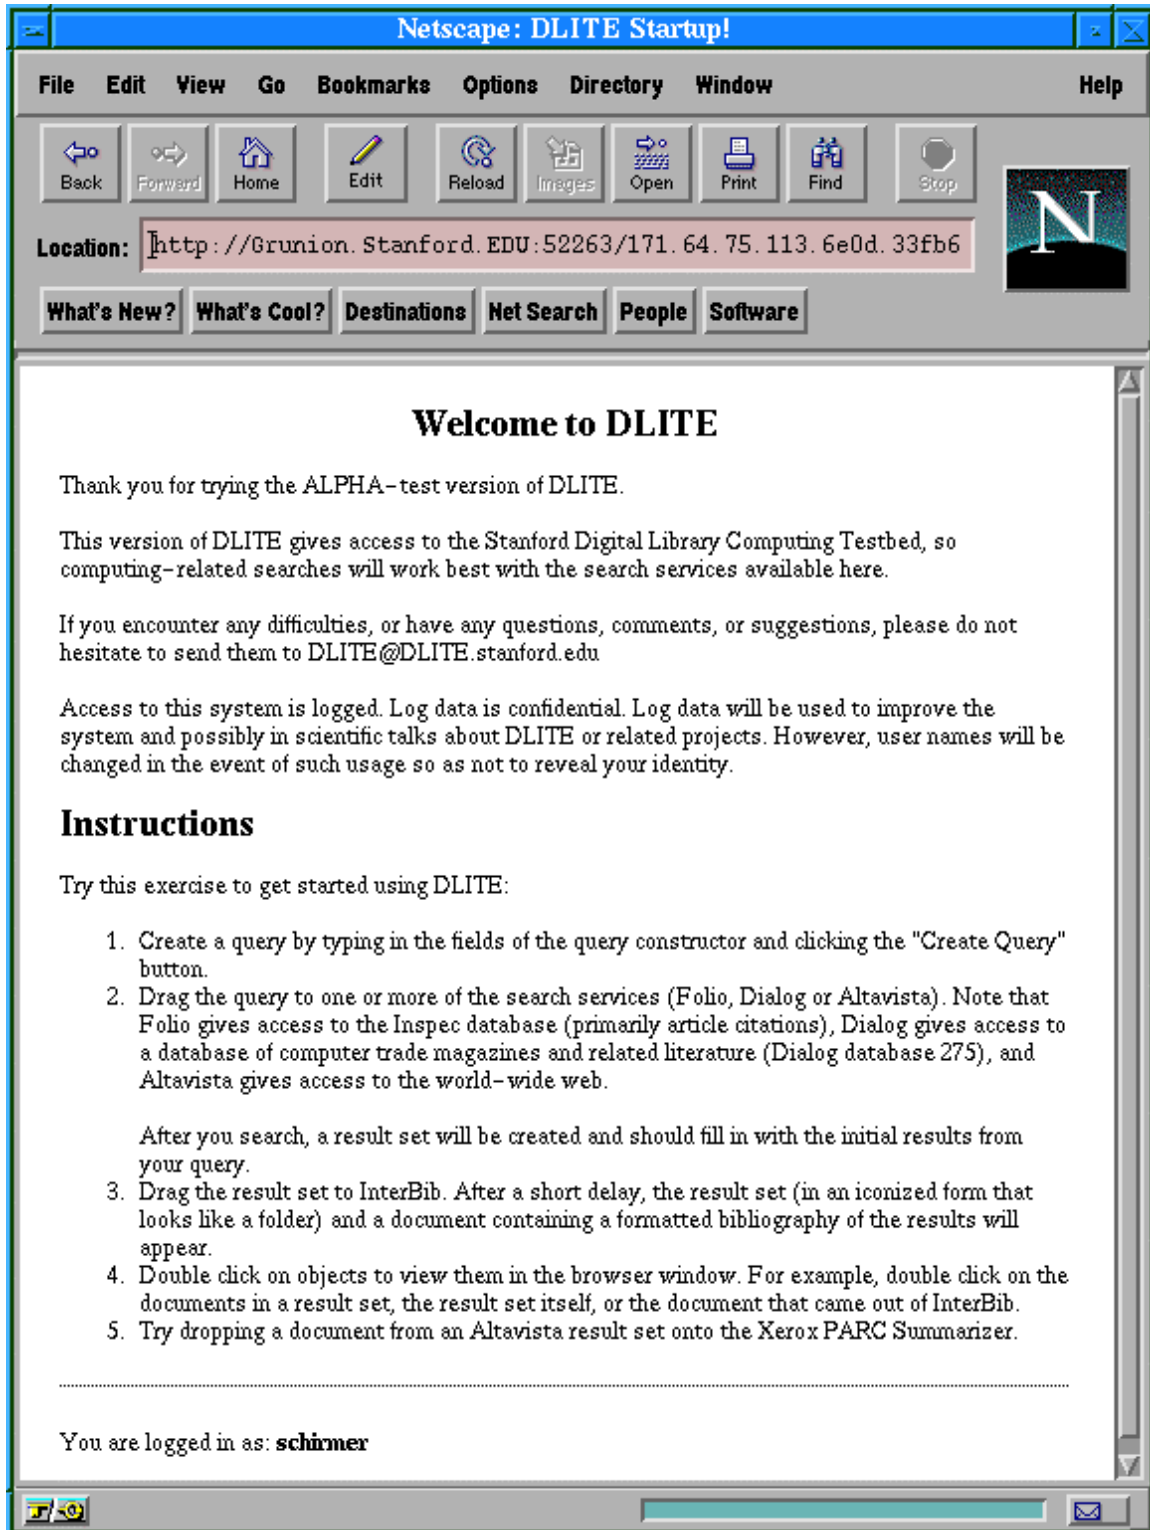 Netscape: DLITE Startup!
File Edit View Go Bookmarks Options Directory Window Help
Back Forward Home Edit Reload Images Open Print Find Stop
N
Location: http://Grunion.Stanford.EDU:52263/171.64.75.113.6e0d.33fb6
What's New? What's Cool? Destinations Net Search People Software
Welcome to DLITE
Thank you for trying the ALPHA-test version of DLITE.
This version of DLITE gives access to the Stanford Digital Library Computing Testbed, so
computing-related searches will work best with the search services available here.
If you encounter any difficulties, or have any questions, comments, or suggestions, please do not
hesitate to send them to DLITE@DLITE.stanford.edu
Access to this system is logged. Log data is confidential. Log data will be used to improve the
system and possibly in scientific talks about DLITE or related projects. However, user names will be
changed in the event of such usage so as not to reveal your identity.
Instructions
Try this exercise to get started using DLITE:
1. Create a query by typing in the fields of the query constructor and clicking the "Create Query"
button.
2. Drag the query to one or more of the search services (Folio, Dialog or Altavista). Note that
Folio gives access to the Inspec database (primarily article citations), Dialog gives access to
a database of computer trade magazines and related literature (Dialog database 275), and
Altavista gives access to the world-wide web.
After you search, a result set will be created and should fill in with the initial results from
your query.
3. Drag the result set to InterBib. After a short delay, the result set (in an iconized form that
looks like a folder) and a document containing a formatted bibliography of the results will
appear.
4. Double click on objects to view them in the browser window. For example, double click on the
documents in a result set, the result set itself, or the document that came out of InterBib.
5. Try dropping a document from an Altavista result set onto the Xerox PARC Summarizer.
You are logged in as: schirmer